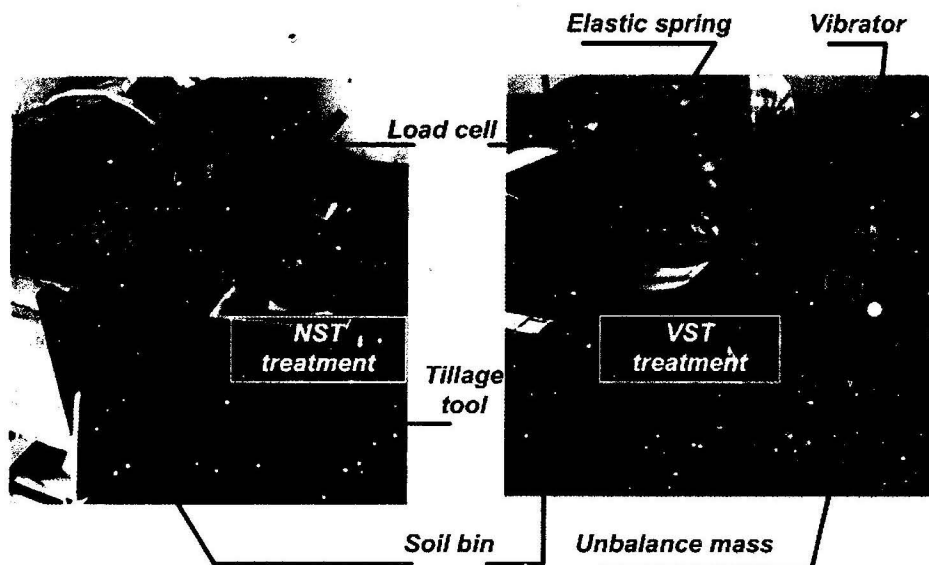 Elastic spring Vibrator
Load cell
NST
treatment
VST
treatment
Tillage
tool
Soil bin Unbalance mass